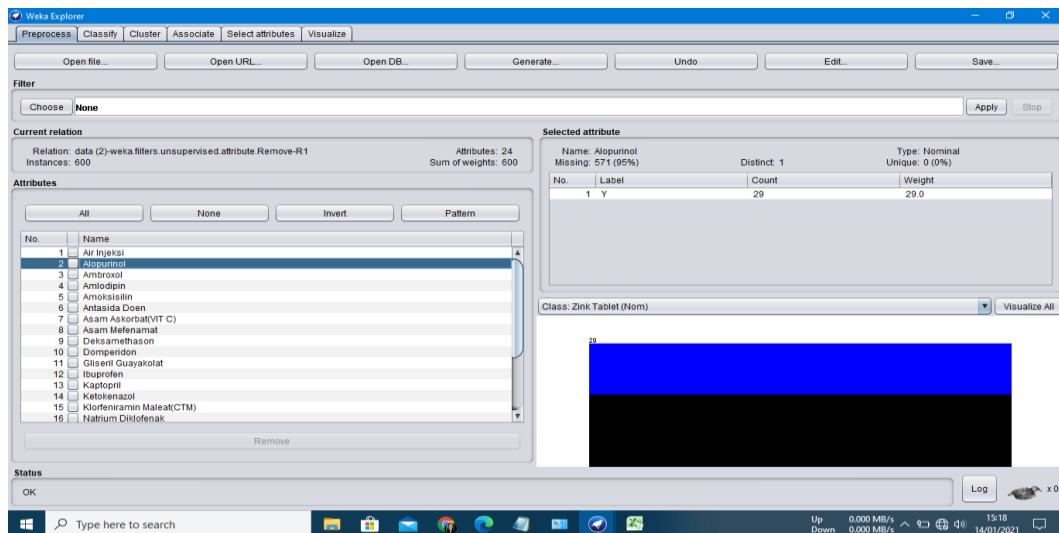 Weka Explorer
Preprocess Classify Cluster Associate Select attributes Visualize
Open file... Open URL... Open DB... Generate... Undo Edit... Save...
Filter
Choose None Apply Stop
Current relation
Relation: data (2)-weka.filters.unsupervised.attribute.Remove-R1 Attributes: 24
Instances: 600 Sum of weights: 600
Attributes
All None Invert Pattern
No. Name
1 Air Injeksi
2 Alopurinol
3 Ambroxol
4 Amlodipin
5 Amoksisilin
6 Antasida Doen
7 Asam Askorbat(VIT C)
8 Asam Mefenamat
9 Deksamethason
10 Domperidon
11 Gliseril Guayakolat
12 Ibuprofen
13 Kaptopril
14 Ketokenazol
15 Klorfeniramin Maleat(CTM)
16 Natrium Diklofenak
Remove
Selected attribute
Name: Alopurinol Type: Nominal
Missing: 571 (95%) Distinct: 1 Unique: 0 (0%)
No. Label Count Weight
1 Y 29 29.0
Class: Zink Tablet (Nom) Visualize All
29
Status
OK Log x 0
Type here to search
Up 0.000 MB/s
Down 0.000 MB/s
15:18
14/01/2021